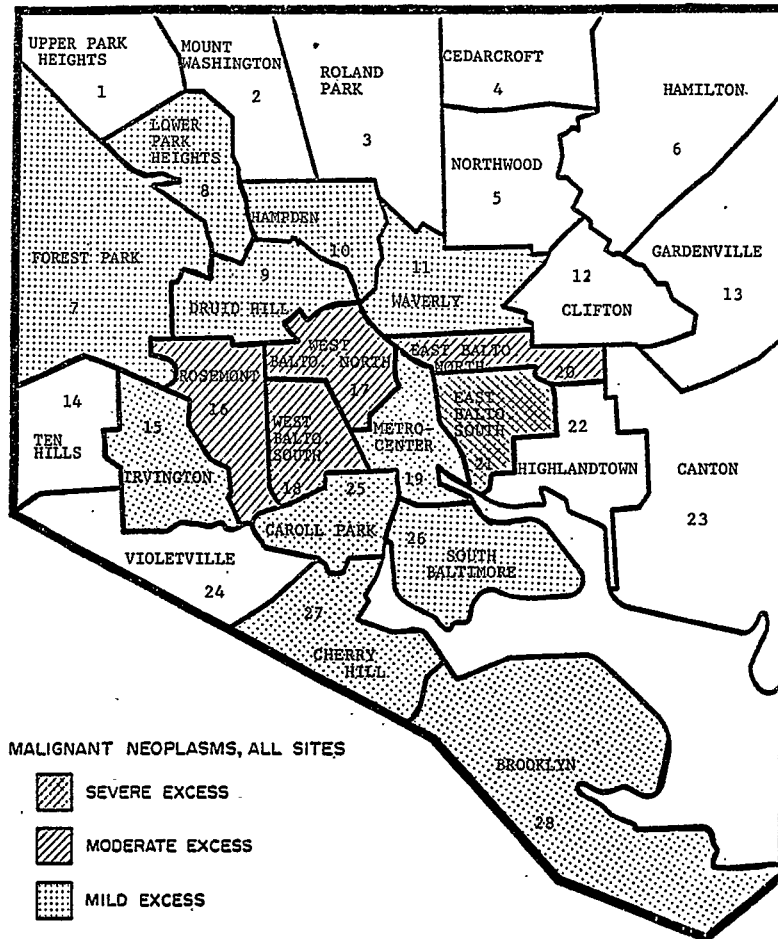 UPPER PARK
HEIGHTS
1
MOUNT
WASHINGTON
2
ROLAND
PARK
3
CEDARCROFT
4
HAMILTON
6
LOWER
PARK
HEIGHTS
8
NORTHWOOD
5
HAMPDEN
10
FOREST PARK
7
9
DRUID HILL
11
WAVERLY
12
CLIFTON
GARDENVILLE
13
ROSEMONT
16
WEST
BALTO. NORTH
17
EAST BALTO.
NORTH
20
14
TEN
HILLS
15
IRVINGTON
WEST
BALTO.
SOUTH
18
METRO-
CENTER
19
EAST
BALTO.
SOUTH
21
22
HIGHLANDTOWN
CANTON
23
25
CAROLL PARK
VIOLETVILLE
24
26
SOUTH
BALTIMORE
27
CHERRY
HILL
BROOKLYN
28
MALIGNANT NEOPLASMS, ALL SITES
SEVERE EXCESS
MODERATE EXCESS
MILD EXCESS